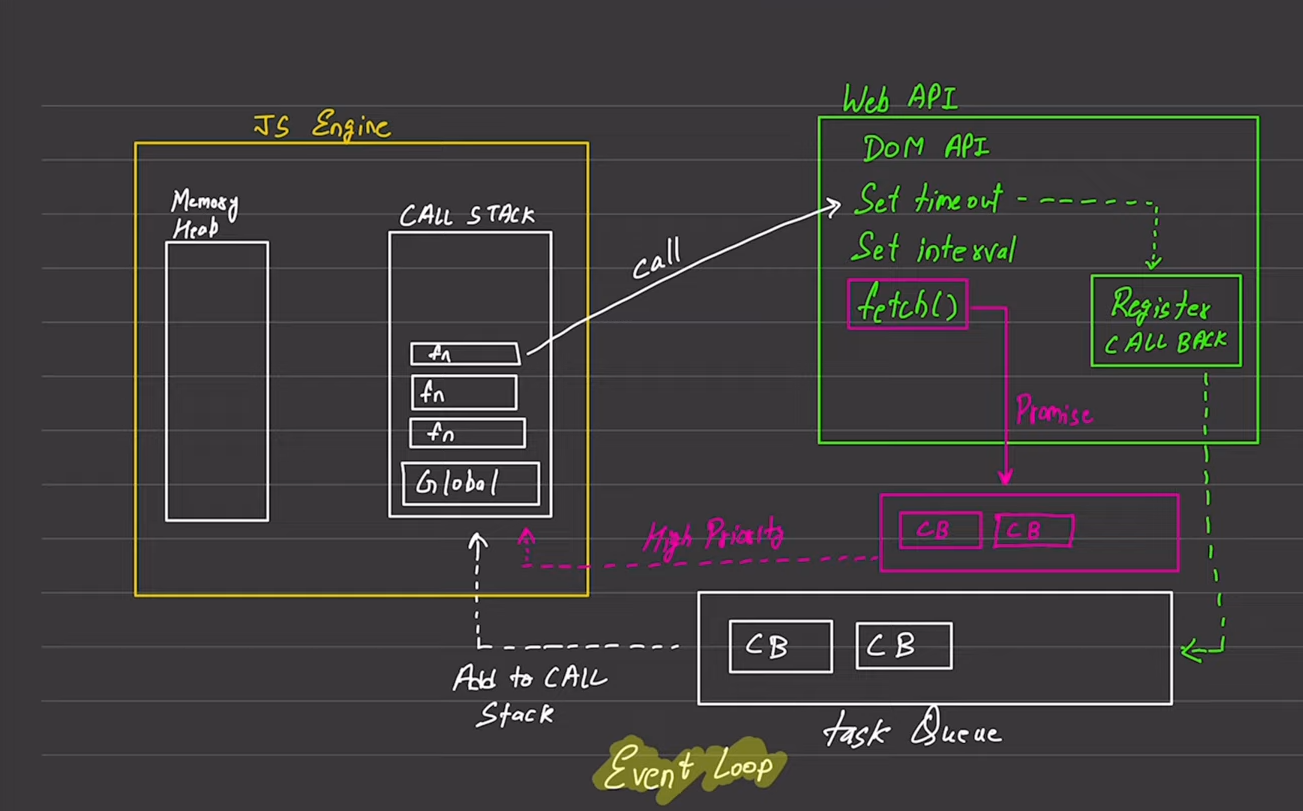 Web API
JS Engine
DOM API
Memory
Heap
CALL STACK
Set timeout
Set interval
call
fetch()
Register
CALL BACK
fn
fn
fn
Global
Promise
High Priority
CB
CB
CB
CB
Add to CALL
Stack
task Queue
Event Loop